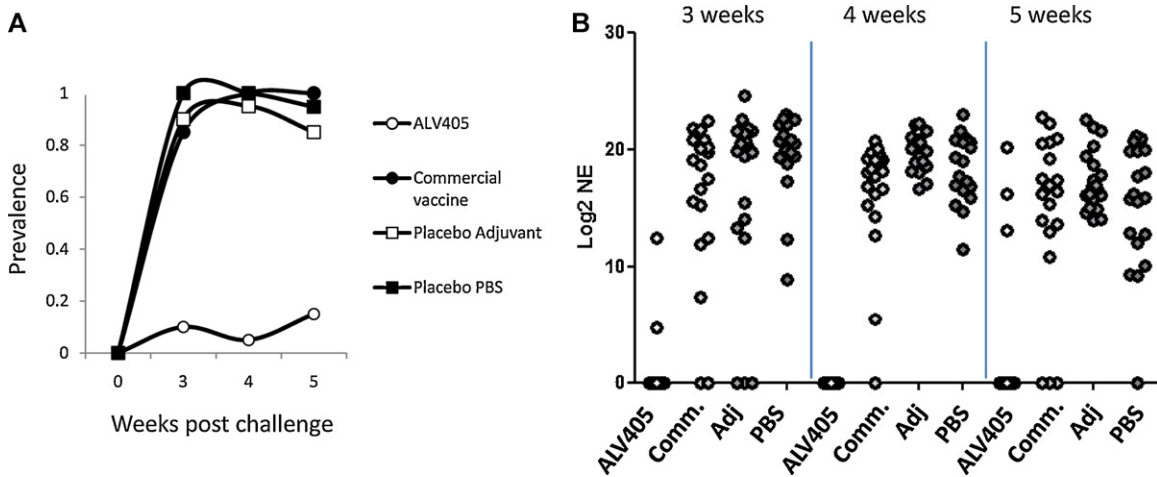 A
Prevalence
1
0.8
0.6
0.4
0.2
0
0
3
4
5
Weeks post challenge
ALV405
Commercial
vaccine
Placebo Adjuvant
Placebo PBS
B
3 weeks
4 weeks
5 weeks
Log2 NE
30
20
10
0
ALV405
Comm.
Adj
PBS
ALV405
Comm.
Adj
PBS
ALV405
Comm.
Adj
PBS